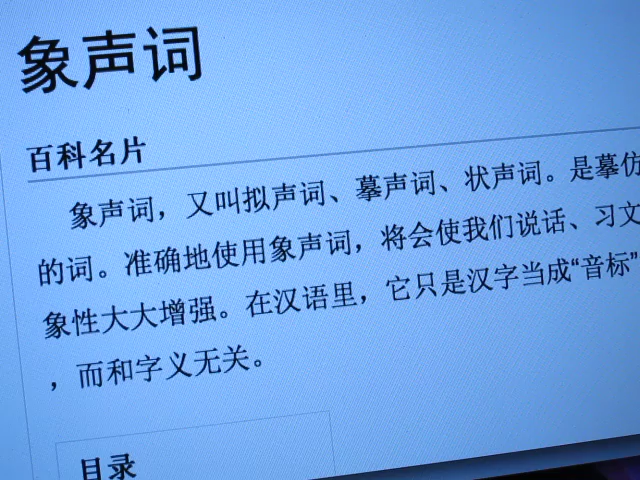 象声词
百科名片
象声词，又叫拟声词、摹声词、状声词。是摹仿
的词。准确地使用象声词，将会使我们说话、习文
象性大大增强。在汉语里，它只是汉字当成“音标”
，而和字义无关。
目录